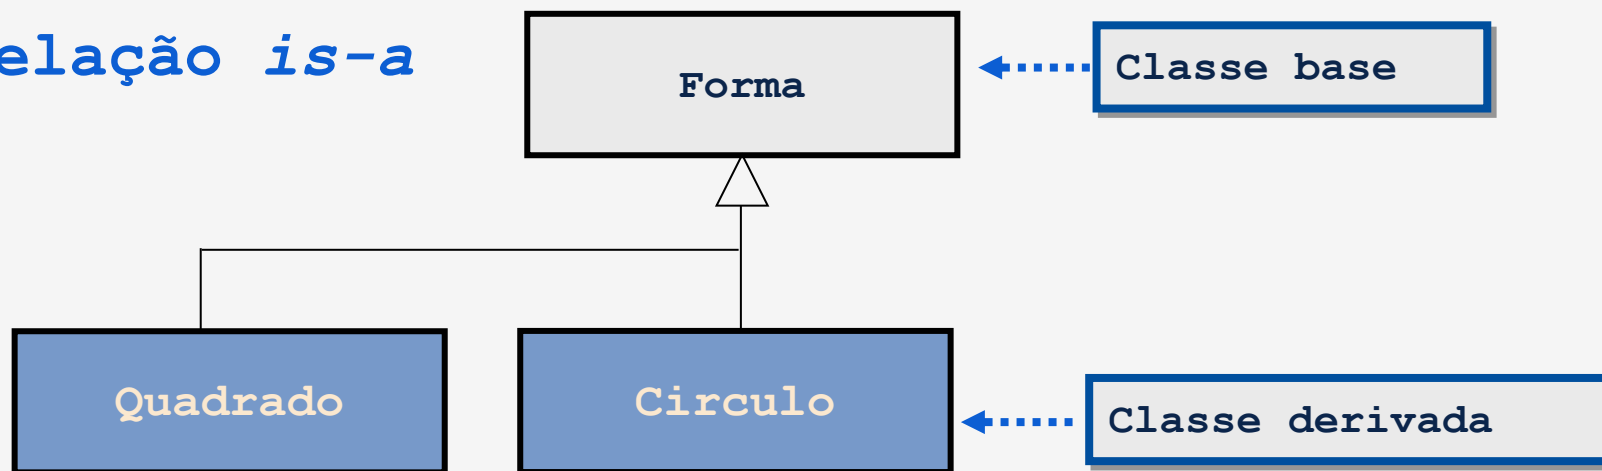 elação is-a
Forma
Classe base
Quadrado
Circulo
Classe derivada